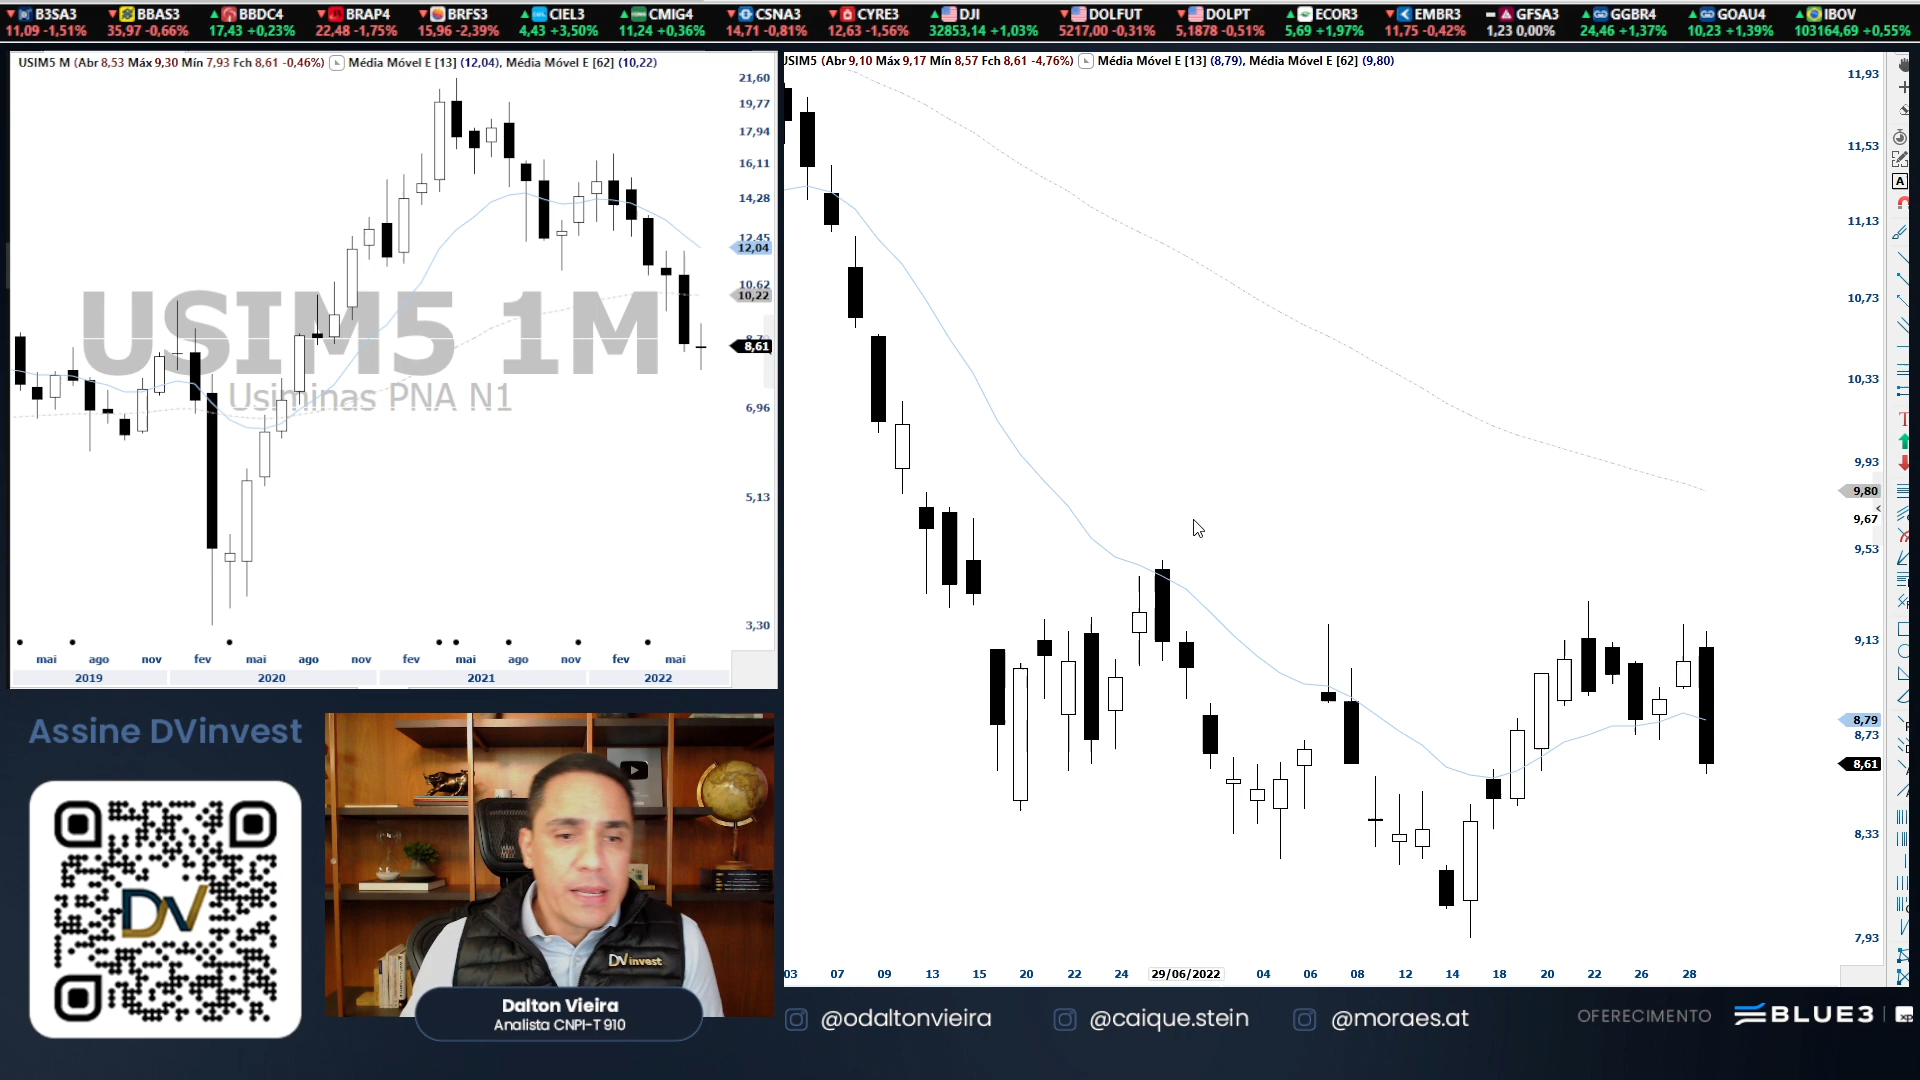 B3SA3 BBAS3 BBDC4 BRAP4 BRFS3 CIEL3 CMIG4 CSNA3 CYRE3 DJI DOLFUT DOLPT ECOR3 EMBR3 GFSA3 GGBR4 GOAU4 IBOV
11,09 -1,51% 35,97 -0,66% 17,43 +0,23% 22,48 -1,75% 15,96 -2,39% 4,43 +3,50% 11,24 +0,36% 14,71 -0,81% 12,63 -1,56% 32853,14 +1,03% 5217,00 -0,31% 5,1878 -0,51% 5,69 +1,97% 11,75 -0,42% 1,23 0,00% 24,46 +1,37% 10,23 +1,39% 103164,69 +0,55%
USIM5 M (Abr 8,53 Máx 9,30 Mín 7,93 Fch 8,61 -0,46%) Média Móvel E [13] (12,04), Média Móvel E [62] (10,22)
21,60
19,77
17,94
16,11
14,28
12,45
12,04
10,62
10,22
8,61
6,96
5,13
3,30
USIM5 1M
Usiminas PNA N1
mai ago nov fev mai ago nov fev mai ago nov fev mai
2019 2020 2021 2022
USIM5 (Abr 9,10 Máx 9,17 Mín 8,57 Fch 8,61 -4,76%) Média Móvel E [13] (8,79), Média Móvel E [62] (9,80)
11,93
11,53
11,13
10,73
10,33
9,93
9,80
9,67
9,53
9,13
8,79
8,73
8,61
8,33
7,93
03 07 09 13 15 20 22 24 29/06/2022 04 06 08 12 14 18 20 22 26 28
A
T
Assine DVinvest
DV
DVinvest
Dalton Vieira
Analista CNPI-T 910
@odaltonvieira @caique.stein @moraes.at
OFERECIMENTO BLUE3 xp